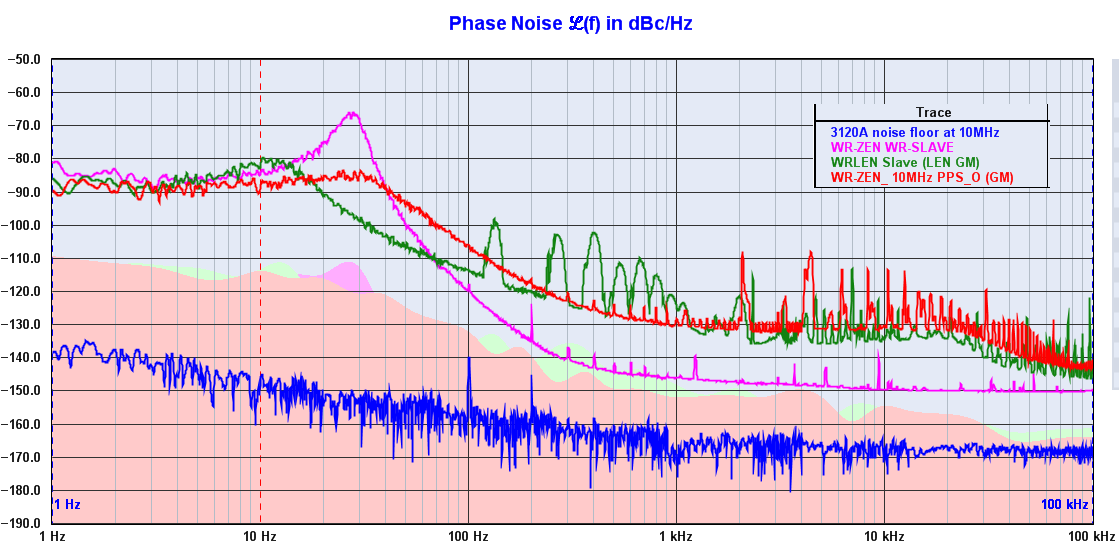 Phase Noise ℒ(f) in dBc/Hz
−50.0
−60.0
−70.0
−80.0
−90.0
−100.0
−110.0
−120.0
−130.0
−140.0
−150.0
−160.0
−170.0
−180.0
−190.0
Trace
3120A noise floor at 10MHz
WR-ZEN WR-SLAVE
WRLEN Slave (LEN GM)
WR-ZEN_ 10MHz PPS_O (GM)
1 Hz 100 kHz
1 Hz 10 Hz 100 Hz 1 kHz 10 kHz 100 kHz